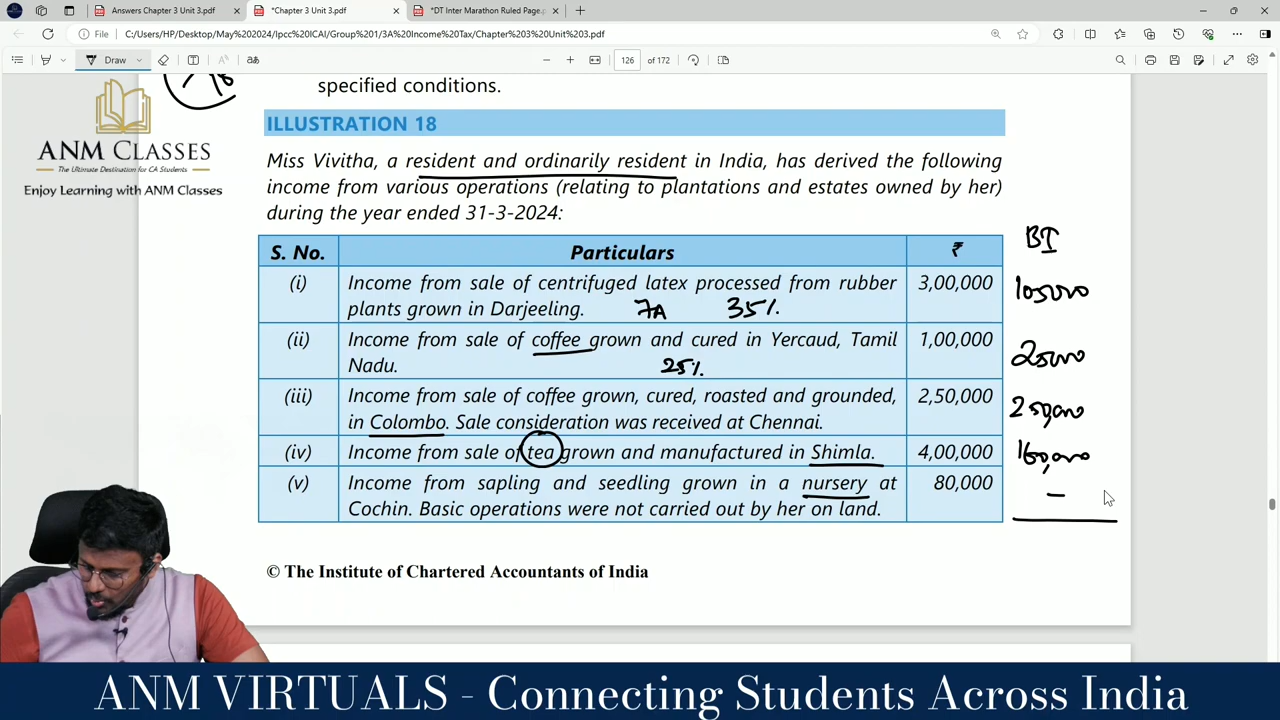 Answers Chapter 3 Unit 3.pdf
*Chapter 3 Unit 3.pdf
*DT Inter Marathon Ruled Page.p
File
C:/Users/HP/Desktop/May%202024/Ipcc%20ICAI/Group%201/3A%20Income%20Tax/Chapter%203%20Unit%203.pdf
Draw
126 of 172
specified conditions.
ANM CLASSES
The Ultimate Destination for CA Students
Enjoy Learning with ANM Classes
ILLUSTRATION 18
Miss Vivitha, a resident and ordinarily resident in India, has derived the following
income from various operations (relating to plantations and estates owned by her)
during the year ended 31-3-2024:
BI
S. No. Particulars ₹
(i) Income from sale of centrifuged latex processed from rubber 3,00,000 105000
plants grown in Darjeeling. 7A 35%.
(ii) Income from sale of coffee grown and cured in Yercaud, Tamil 1,00,000 25000
Nadu. 25%.
(iii) Income from sale of coffee grown, cured, roasted and grounded, 2,50,000 250,000
in Colombo. Sale consideration was received at Chennai.
(iv) Income from sale of tea grown and manufactured in Shimla. 4,00,000 160,000
(v) Income from sapling and seedling grown in a nursery at 80,000 —
Cochin. Basic operations were not carried out by her on land.
© The Institute of Chartered Accountants of India
ANM VIRTUALS - Connecting Students Across India